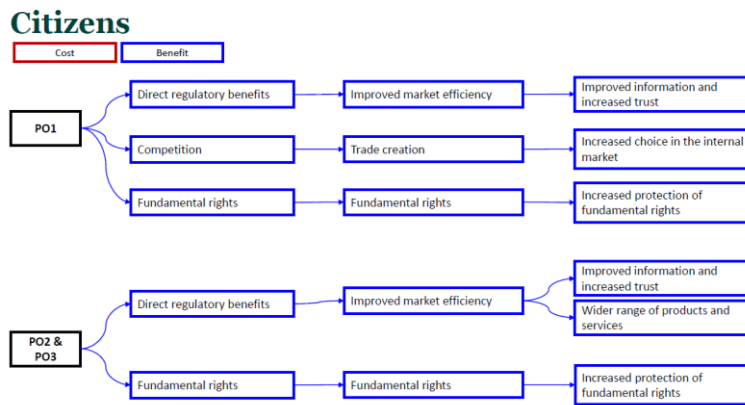 Citizens
Cost
Benefit
Direct regulatory benefits
Improved market efficiency
Improved information and
increased trust
PO1
Competition
Trade creation
Increased choice in the internal
market
Fundamental rights
Fundamental rights
Increased protection of
fundamental rights
Improved information and
increased trust
Direct regulatory benefits
Improved market efficiency
Wider range of products and
services
PO2 &
PO3
Fundamental rights
Fundamental rights
Increased protection of
fundamental rights